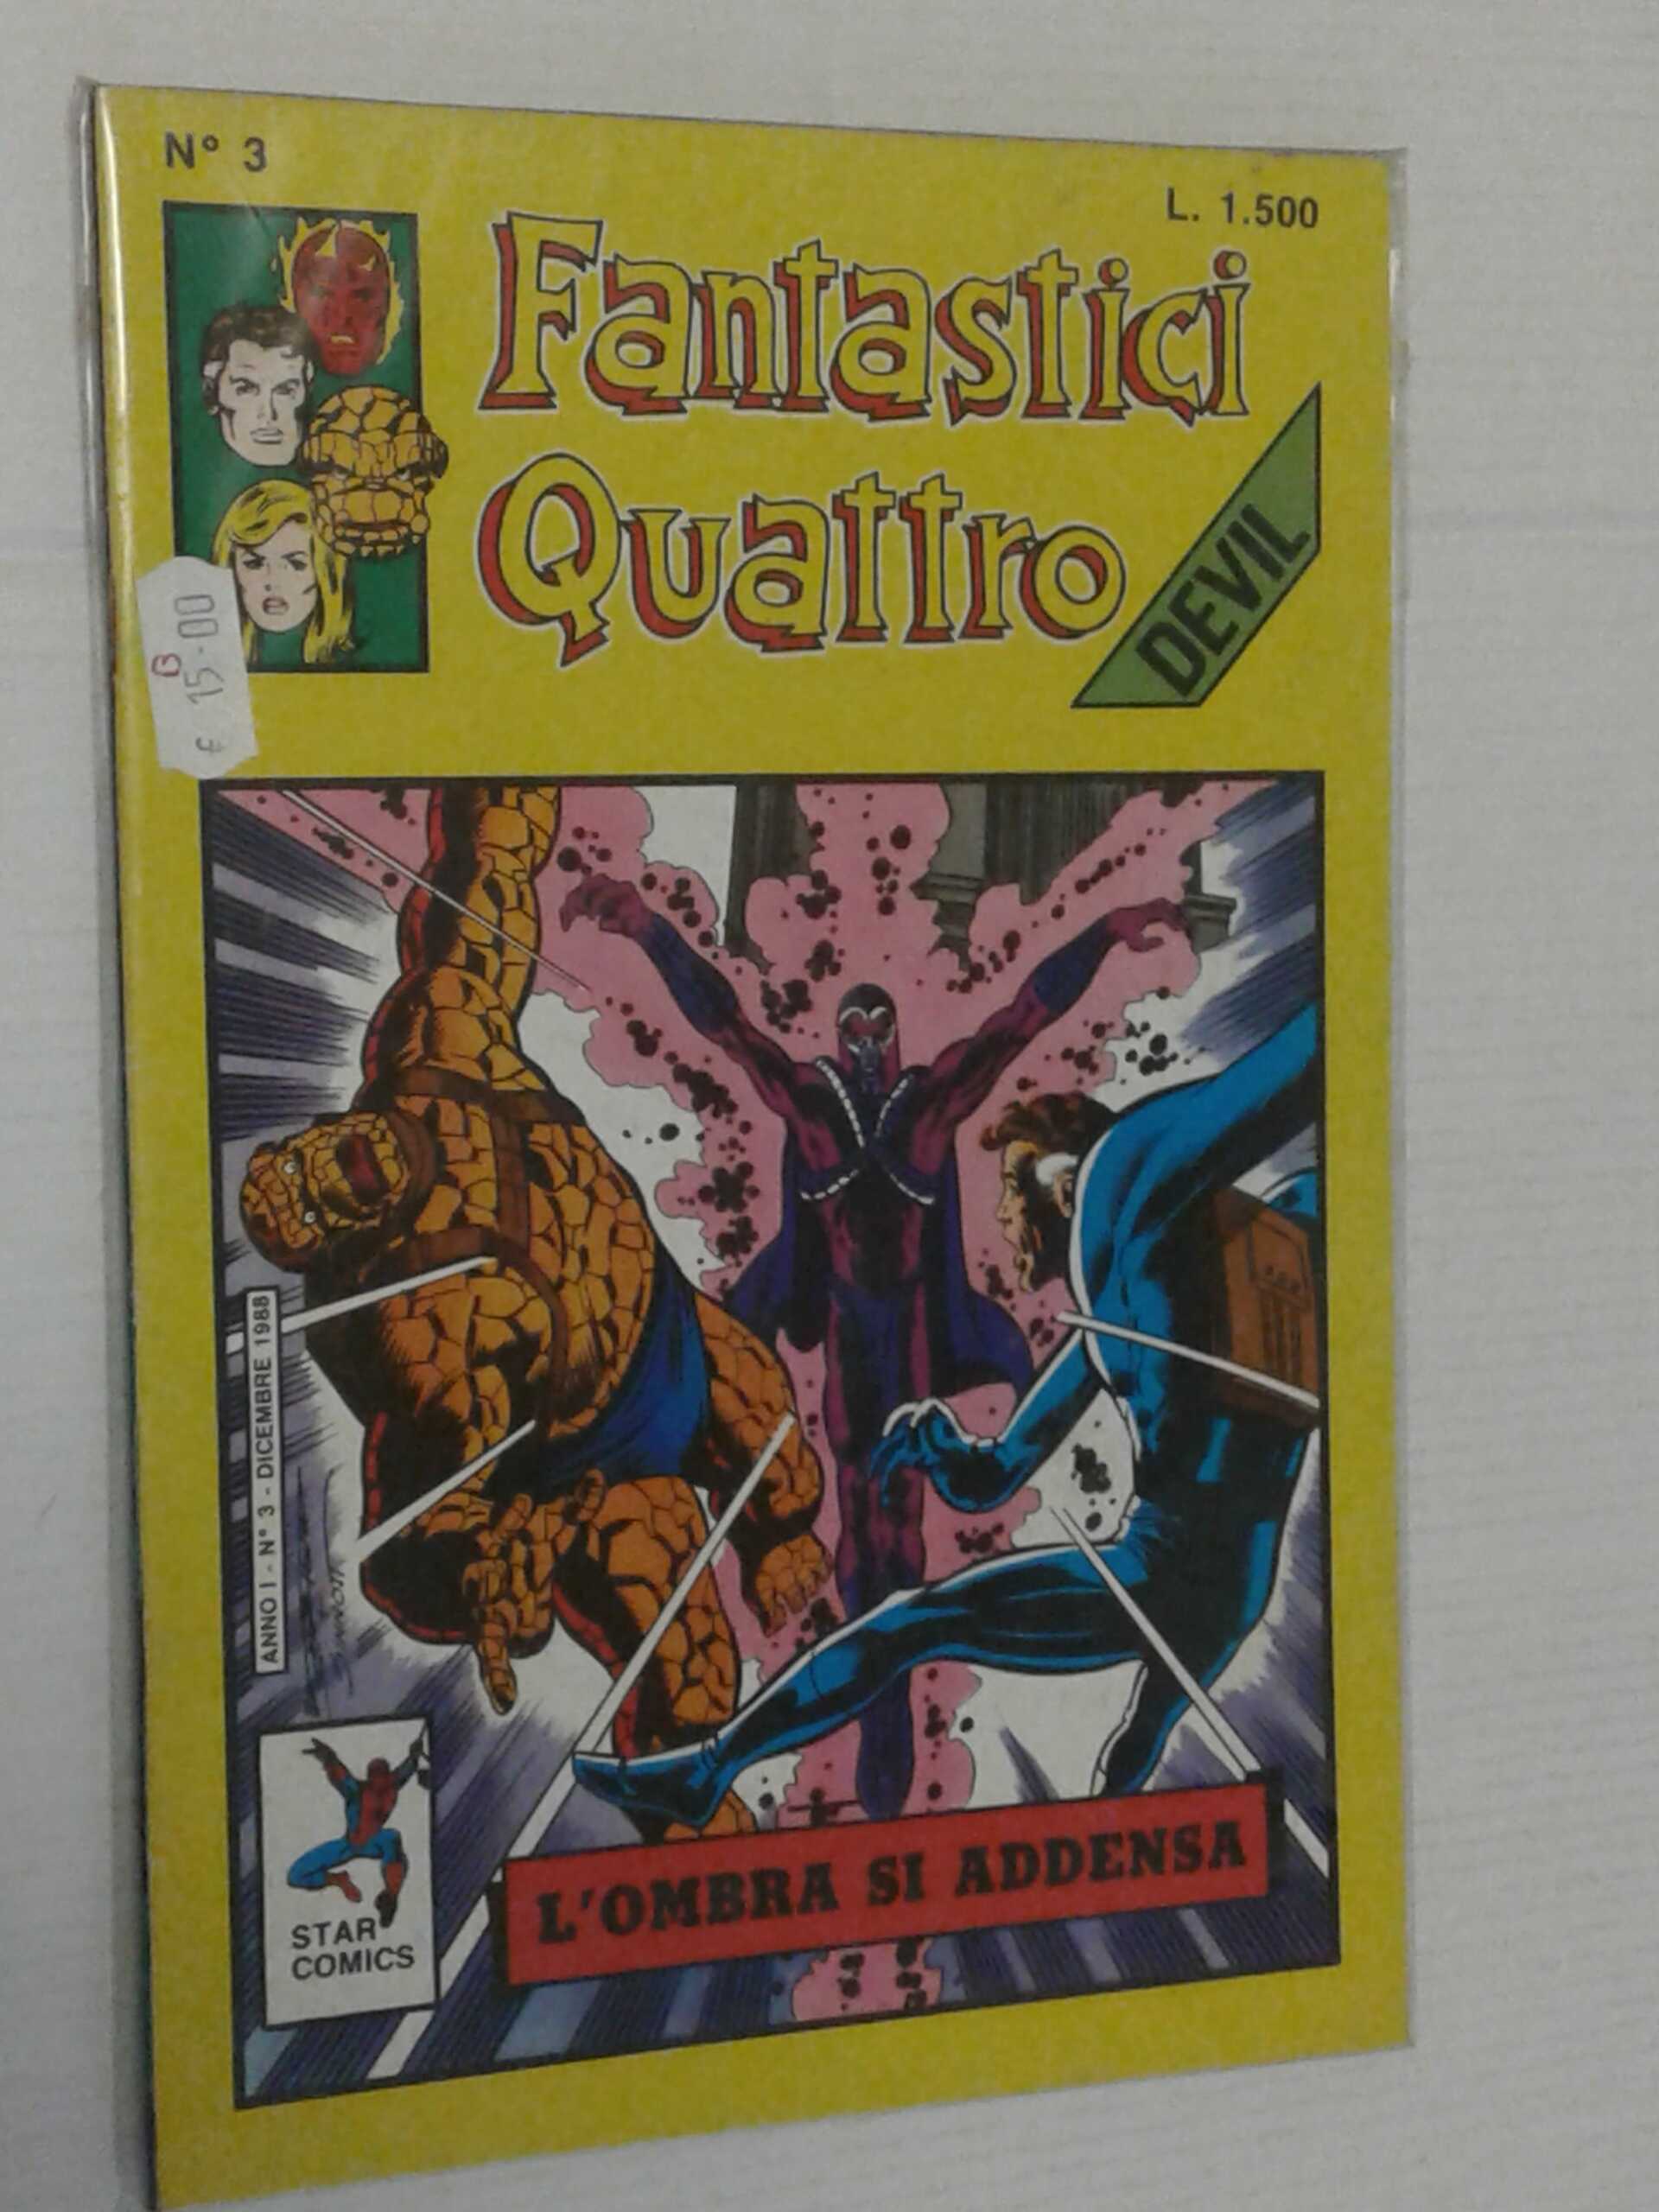 N° 3
L. 1.500
Fantastici
Quattro
DEVIL
B
€ 15.00
ANNO I - N° 3 - DICEMBRE 1988
STAR
COMICS
L'OMBRA SI ADDENSA